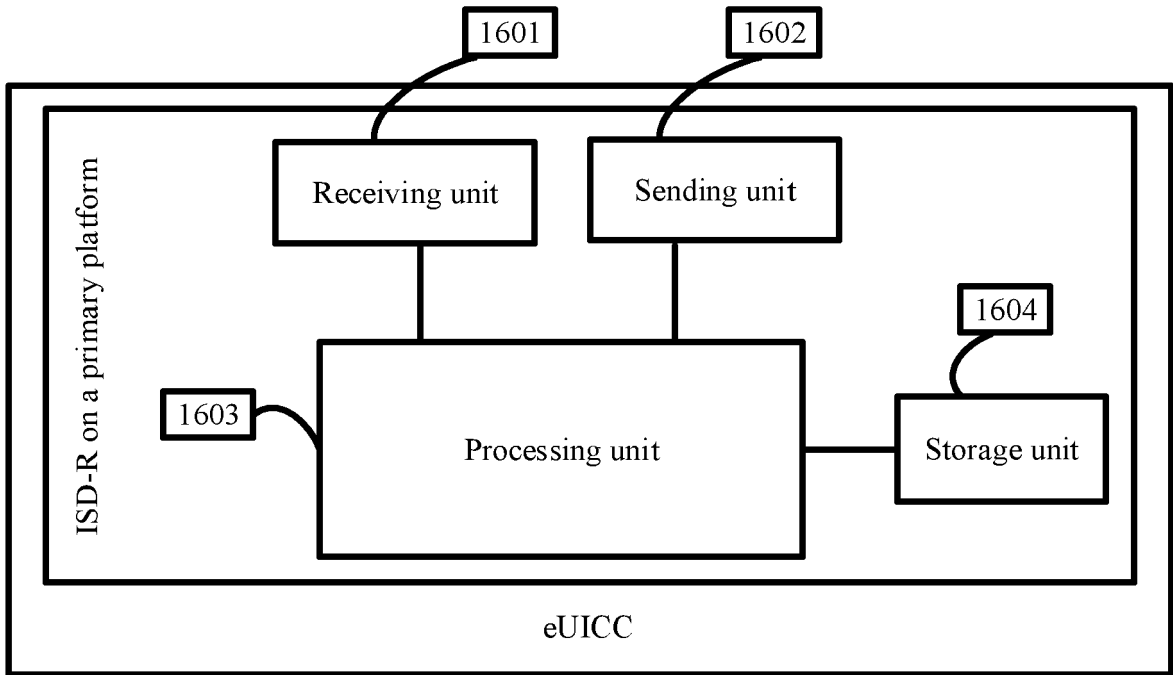 1601
1602
Receiving unit
Sending unit
ISD-R on a primary platform
1604
1603
Processing unit
Storage unit
eUICC